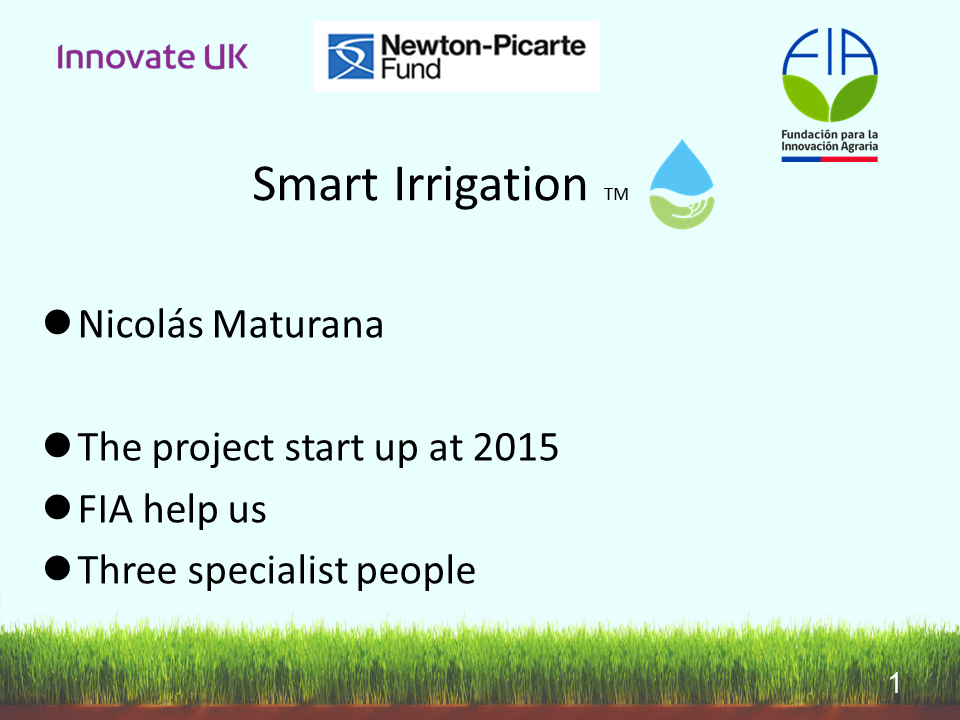 Innovate UK
Newton-Picarte
Fund
FIA
Fundación para la
Innovación Agraria
Smart Irrigation TM
●Nicolás Maturana
●The project start up at 2015
●FIA help us
●Three specialist people
1